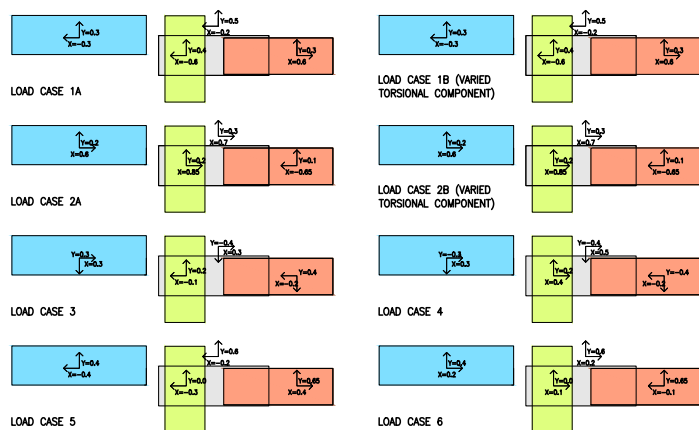 Y=0.3
X=-0.3
Y=0.5
X=-0.2
Y=0.4
X=-0.6
Y=0.3
X=0.6
LOAD CASE 1A
Y=0.3
X=-0.3
Y=0.5
X=-0.2
Y=0.4
X=-0.6
Y=0.3
X=0.6
LOAD CASE 1B (VARIED
TORSIONAL COMPONENT)
Y=0.2
X=0.6
Y=0.3
X=0.7
Y=0.2
X=0.85
Y=0.1
X=-0.65
LOAD CASE 2A
Y=0.2
X=0.6
Y=0.3
X=0.7
Y=0.2
X=0.85
Y=0.1
X=-0.65
LOAD CASE 2B (VARIED
TORSIONAL COMPONENT)
Y=0.3
X=0.3
Y=-0.4
X=0.3
Y=0.2
X=-0.1
Y=-0.4
X=-0.2
LOAD CASE 3
Y=-0.3
X=0.3
Y=-0.4
X=0.5
Y=0.2
X=0.4
Y=-0.4
X=-0.2
LOAD CASE 4
Y=0.4
X=-0.4
Y=0.6
X=-0.2
Y=0.0
X=-0.3
Y=0.65
X=0.4
LOAD CASE 5
Y=0.4
X=0.2
Y=0.6
X=0.2
Y=0.0
X=0.1
Y=0.65
X=-0.1
LOAD CASE 6